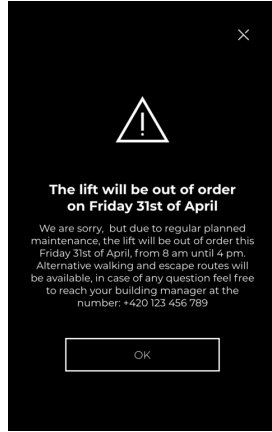 The lift will be out of order
on Friday 31st of April
We are sorry, but due to regular planned
maintenance, the lift will be out of order this
Friday 31st of April, from 8 am until 4 pm.
Alternative walking and escape routes will
be available, in case of any question feel free
to reach your building manager at the
number: +420 123 456 789
OK